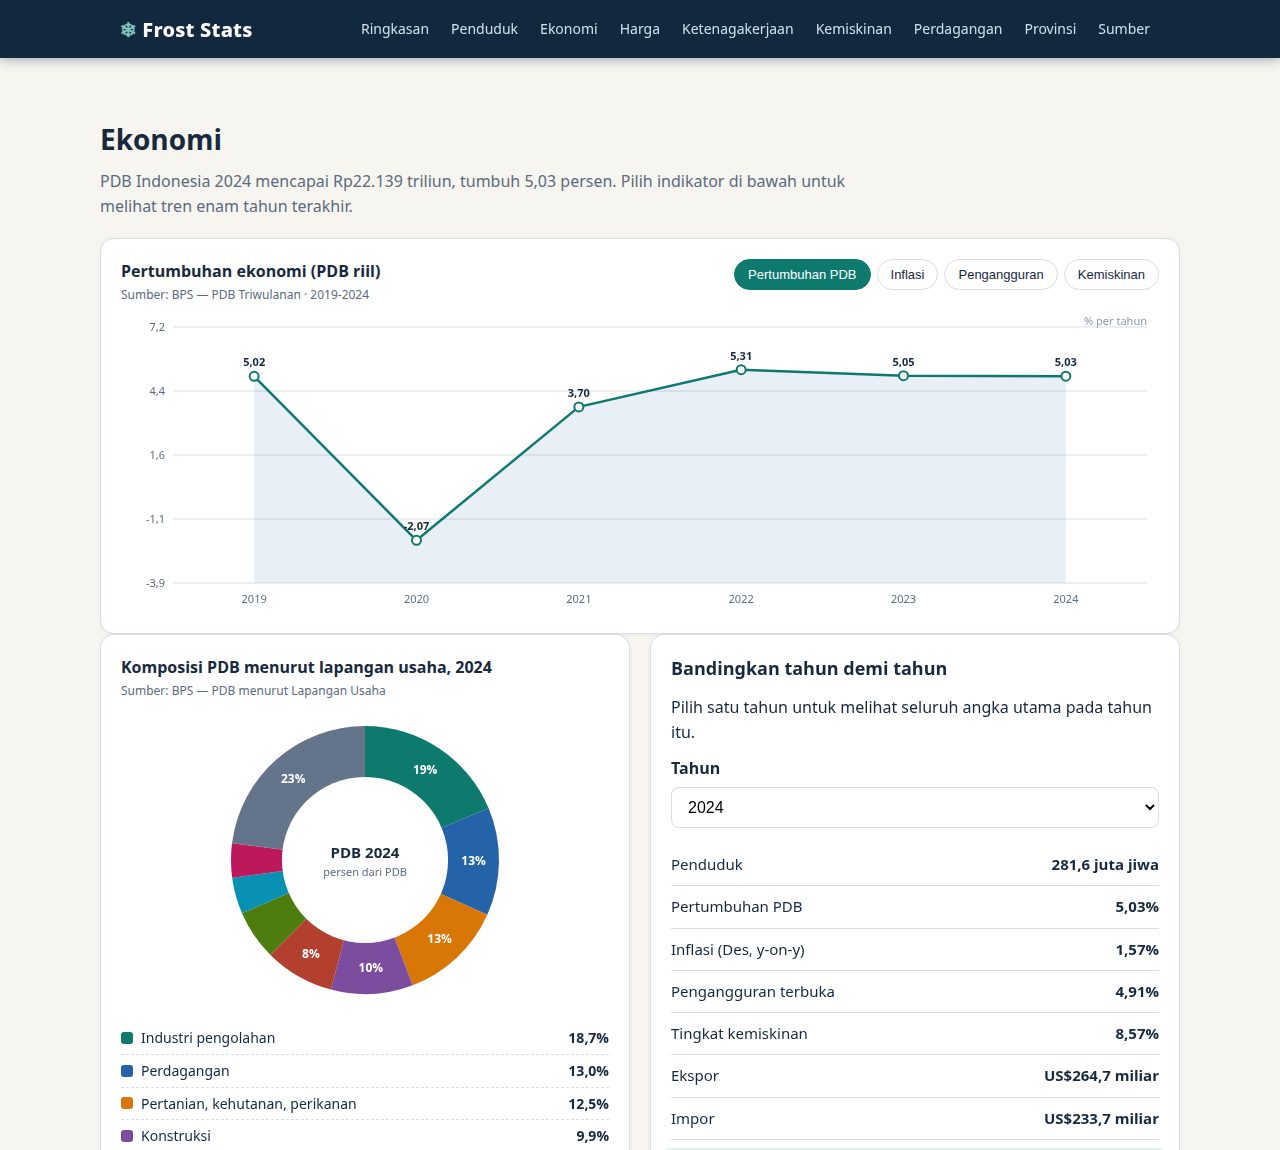 ❄ Frost Stats
Ringkasan Penduduk Ekonomi Harga Ketenagakerjaan Kemiskinan Perdagangan Provinsi Sumber
Ekonomi
PDB Indonesia 2024 mencapai Rp22.139 triliun, tumbuh 5,03 persen. Pilih indikator di bawah untuk
melihat tren enam tahun terakhir.
Pertumbuhan ekonomi (PDB riil)
Sumber: BPS — PDB Triwulanan · 2019-2024
Pertumbuhan PDB Inflasi Pengangguran Kemiskinan
% per tahun
7,2
4,4
1,6
-1,1
-3,9
5,02
-2,07
3,70
5,31
5,05
5,03
2019 2020 2021 2022 2023 2024
Komposisi PDB menurut lapangan usaha, 2024
Sumber: BPS — PDB menurut Lapangan Usaha
19%
13%
13%
10%
8%
23%
PDB 2024
persen dari PDB
Industri pengolahan 18,7%
Perdagangan 13,0%
Pertanian, kehutanan, perikanan 12,5%
Konstruksi 9,9%
Bandingkan tahun demi tahun
Pilih satu tahun untuk melihat seluruh angka utama pada tahun
itu.
Tahun
2024
Penduduk 281,6 juta jiwa
Pertumbuhan PDB 5,03%
Inflasi (Des, y-on-y) 1,57%
Pengangguran terbuka 4,91%
Tingkat kemiskinan 8,57%
Ekspor US$264,7 miliar
Impor US$233,7 miliar